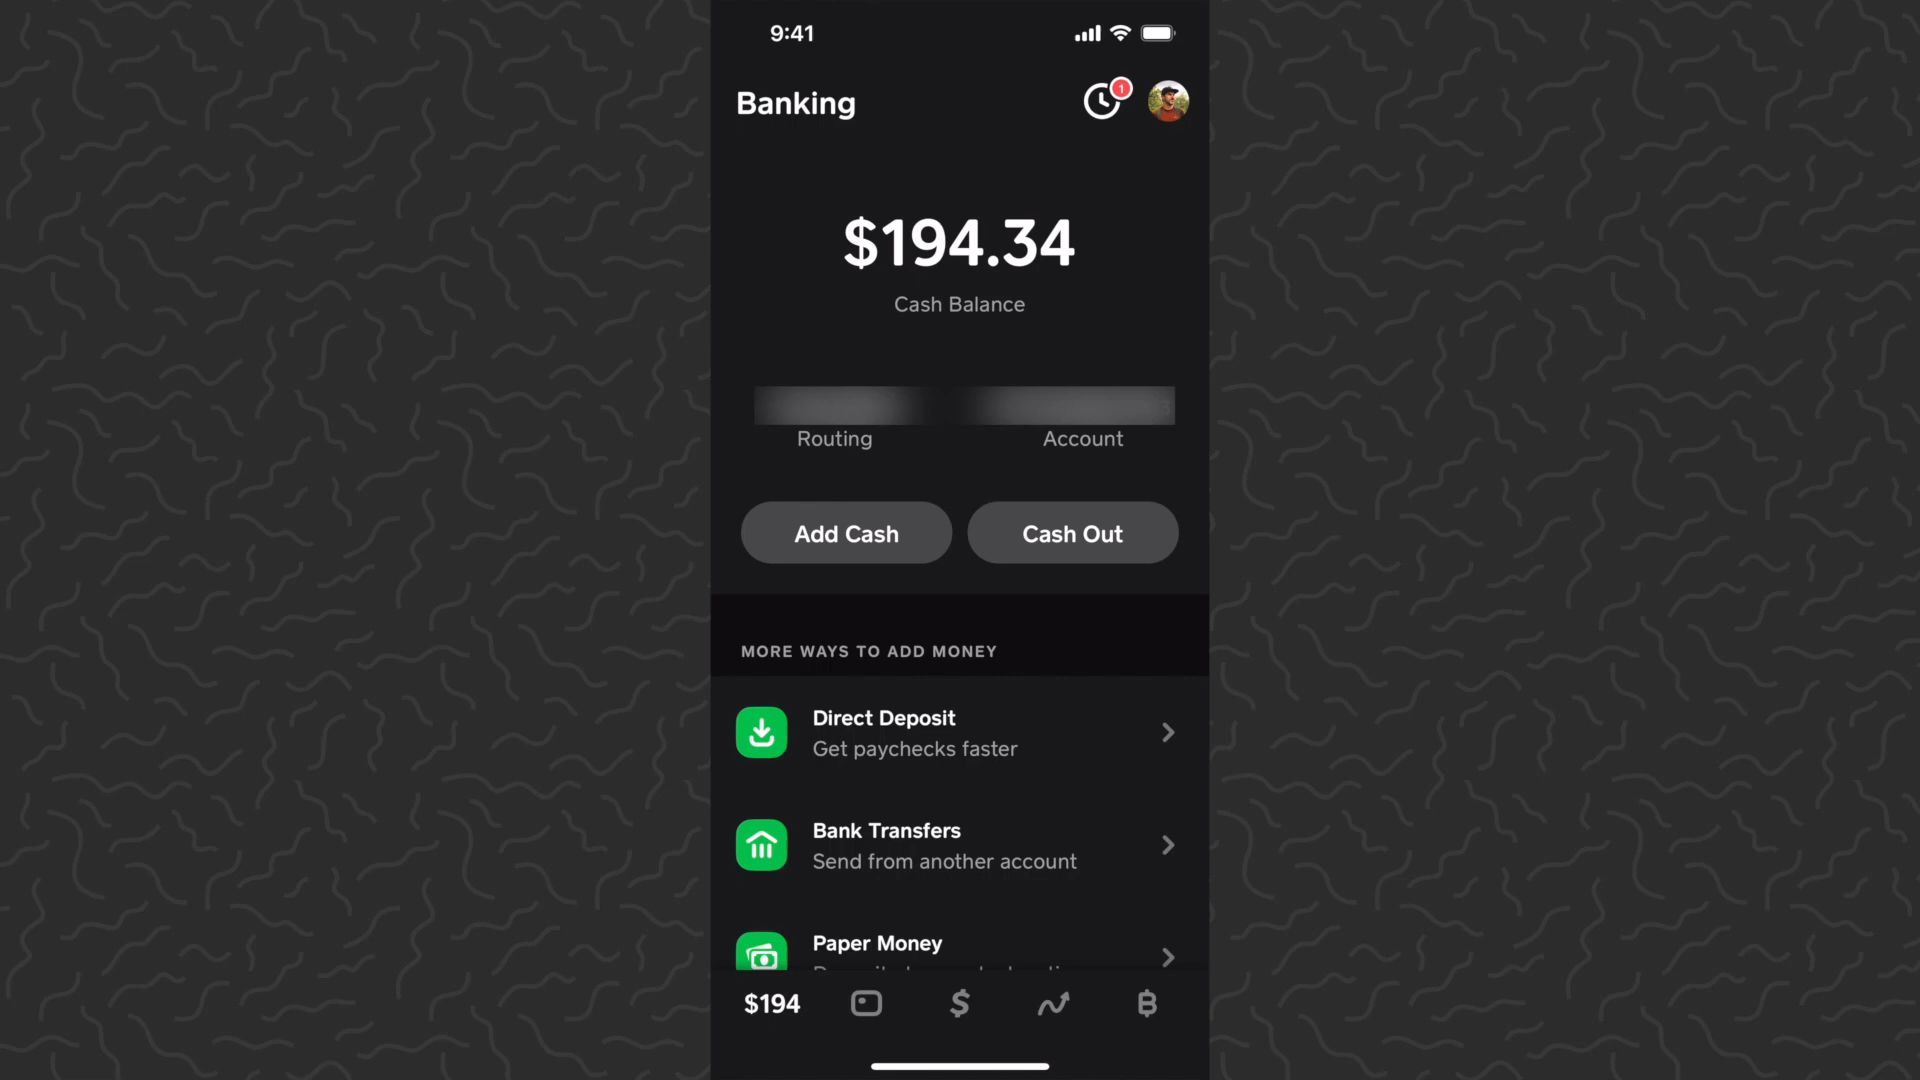 9:41
Banking
1
$194.34
Cash Balance
Routing
Account
Add Cash
Cash Out
MORE WAYS TO ADD MONEY
Direct Deposit
Get paychecks faster
Bank Transfers
Send from another account
Paper Money
$194